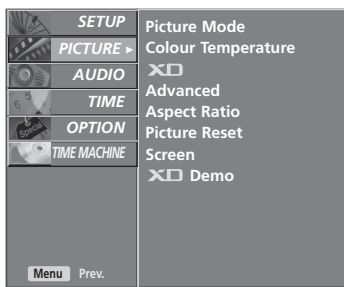 SETUP
PICTURE ►
AUDIO
TIME
OPTION
TIME MACHINE
Menu Prev.
Picture Mode
Colour Temperature
XD
Advanced
Aspect Ratio
Picture Reset
Screen
XD Demo
Special